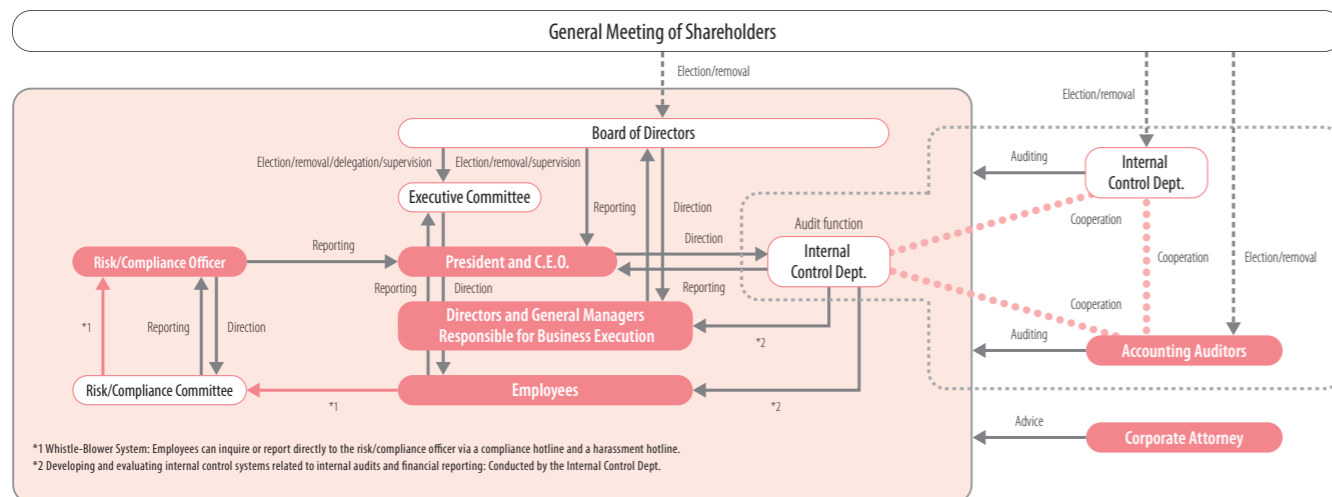 General Meeting of Shareholders
Election/removal
Election/removal
Board of Directors
Election/removal/delegation/supervision
Election/removal/supervision
Auditing
Internal
Control Dept.
Executive Committee
Reporting
Direction
Audit function
Cooperation
Reporting
Direction
Risk/Compliance Officer
President and C.E.O.
Internal
Control Dept.
Cooperation
Election/removal
Reporting
Direction
Reporting
Cooperation
*1
Reporting
Direction
Directors and General Managers
Responsible for Business Execution
*2
Auditing
Accounting Auditors
Risk/Compliance Committee
*1
Employees
*2
Advice
Corporate Attorney
*1 Whistle-Blower System: Employees can inquire or report directly to the risk/compliance officer via a compliance hotline and a harassment hotline.
*2 Developing and evaluating internal control systems related to internal audits and financial reporting: Conducted by the Internal Control Dept.